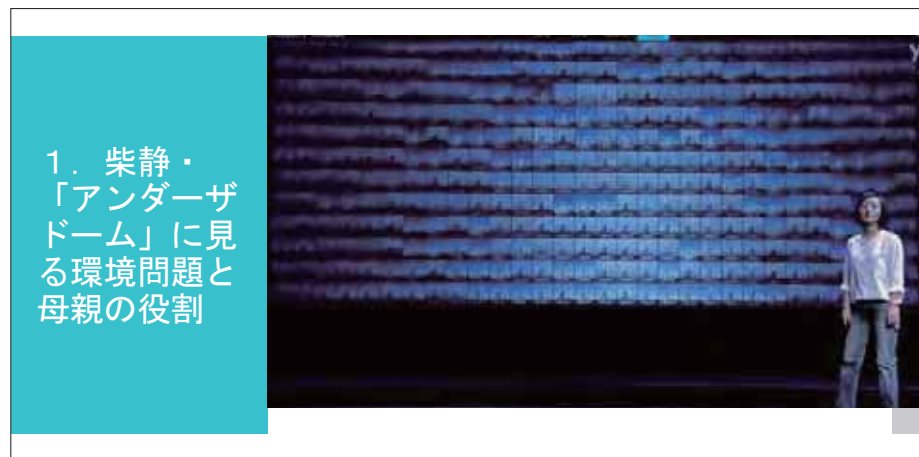 １．柴静・
「アンダーザ
ドーム」に見
る環境問題と
母親の役割